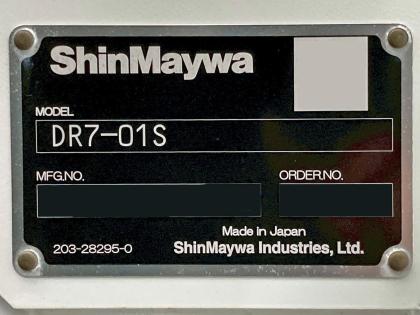 ShinMaywa
MODEL
DR7-01S
MFG.NO.
ORDER.NO.
Made in Japan
203-28295-0
ShinMaywa Industries, Ltd.